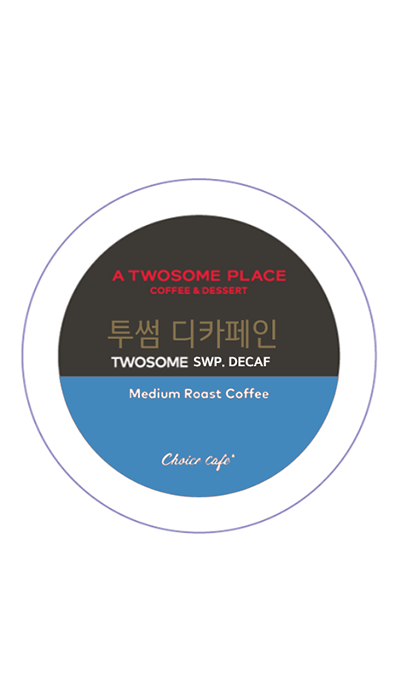 A TWOSOME PLACE
COFFEE & DESSERT
투썸 디카페인
TWOSOME SWP. DECAF
Medium Roast Coffee
Choice Café*